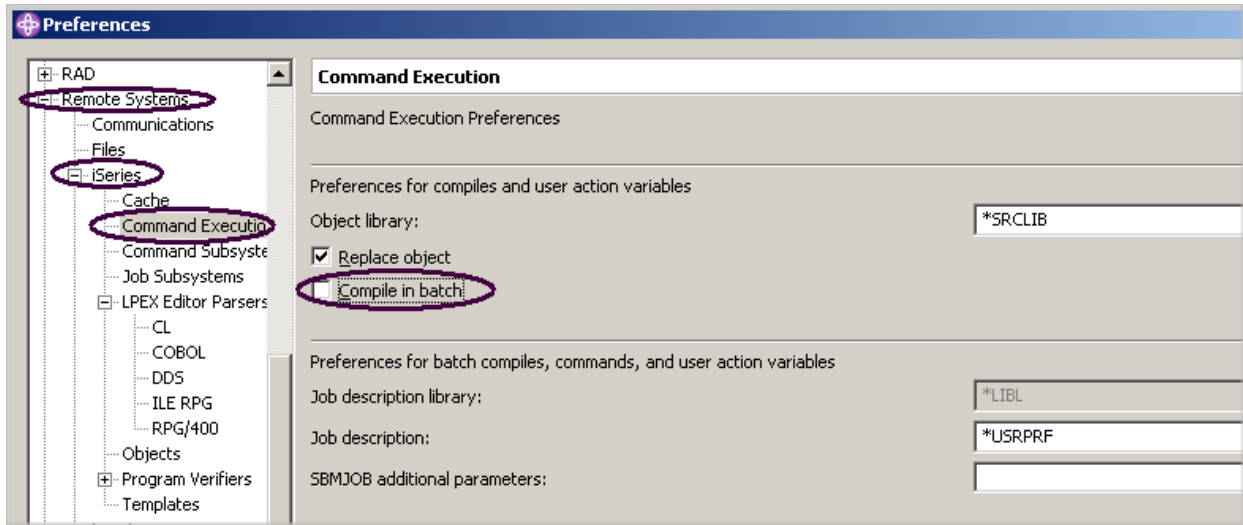 Preferences
RAD
Remote Systems
Communications
Files
iSeries
Cache
Command Executio
Command Subsyste
Job Subsystems
LPEX Editor Parsers
CL
COBOL
DDS
ILE RPG
RPG/400
Objects
Program Verifiers
Templates
Command Execution
Command Execution Preferences
Preferences for compiles and user action variables
Object library: *SRCLIB
Replace object
Compile in batch
Preferences for batch compiles, commands, and user action variables
Job description library: *LIBL
Job description: *USRPRF
SBMJOB additional parameters: